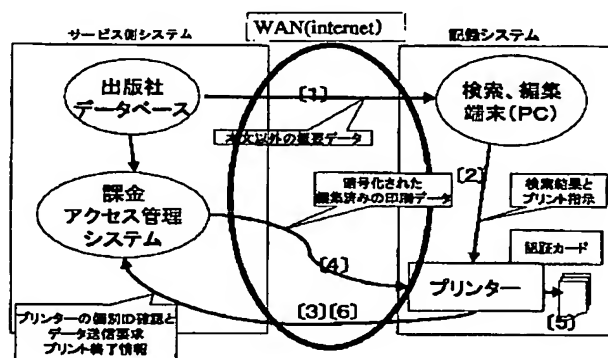 WAN(internet)
サービス側システム
記録システム
出版社
データベース
[1]
検索、編集
端末(PC)
本文以外の概要データ
[2]
課金
アクセス管理
システム
暗号化された
編集済みの印刷データ
検索結果と
プリント指示
[4]
認証カード
プリンター
[3][6]
[5]
プリンターの個別ID確認と
データ送信要求
プリント終了情報